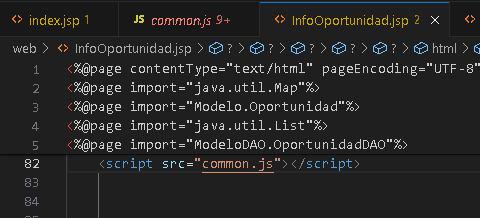 index.jsp 1
common.js 9+
InfoOportunidad.jsp 2
web > InfoOportunidad.jsp > ? > ? > ? > ? > html > ?
1 <%@page contentType="text/html" pageEncoding="UTF-8"
2 <%@page import="java.util.Map"%>
3 <%@page import="Modelo.Oportunidad"%>
4 <%@page import="java.util.List"%>
5 <%@page import="ModeloDAO.OportunidadDAO"%>
82 <script src="common.js"></script>
83
84